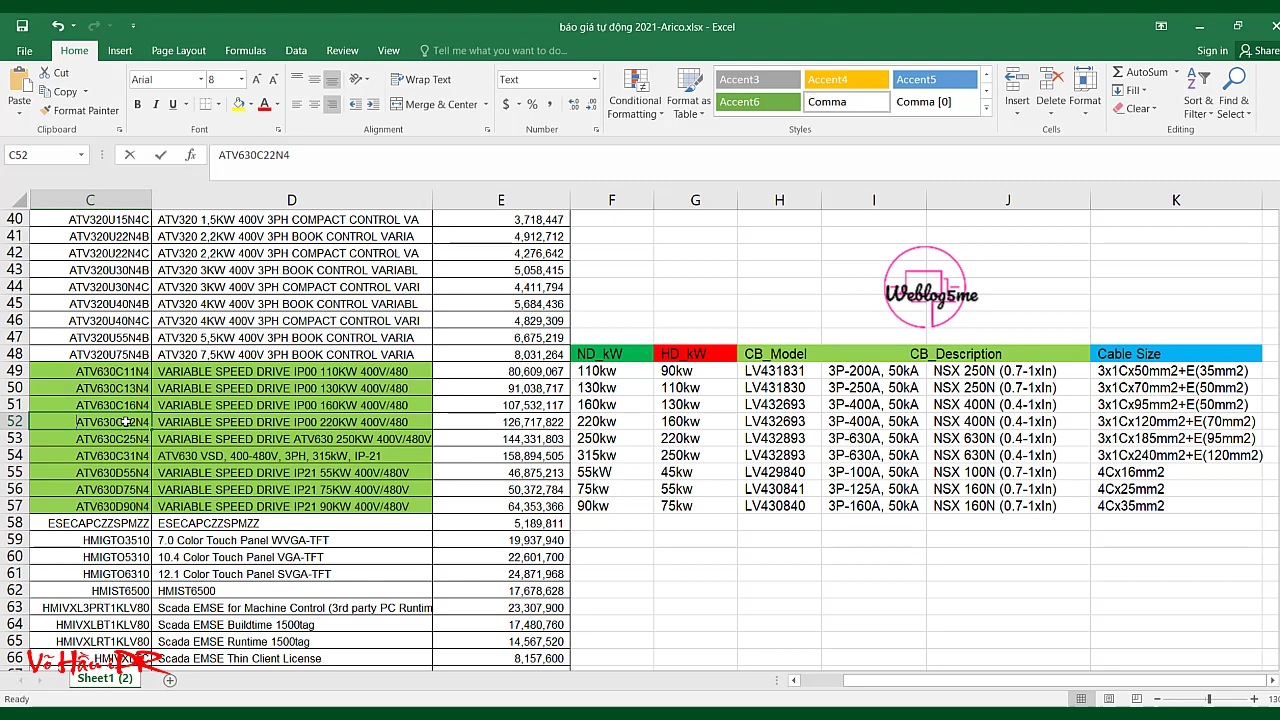 báo giá tự động 2021-Arico.xlsx - Excel
File Home Insert Page Layout Formulas Data Review View Tell me what you want to do... Sign in Share
Paste Cut Copy Format Painter Clipboard
Arial 8 A A B I U A Font
Wrap Text Merge & Center Alignment
Text $ % , Number
Conditional Formatting Format as Table
Accent3 Accent4 Accent5
Accent6 Comma Comma [0]
Styles
Insert Delete Format Cells
AutoSum Fill Clear Sort & Filter Find & Select Editing
C52 fx ATV630C22N4
C D E F G H I J K
40 ATV320U15N4C ATV320 1,5KW 400V 3PH COMPACT CONTROL VA 3,718,447
41 ATV320U22N4B ATV320 2,2KW 400V 3PH BOOK CONTROL VARIA 4,912,712
42 ATV320U22N4C ATV320 2,2KW 400V 3PH COMPACT CONTROL VA 4,276,642
43 ATV320U30N4B ATV320 3KW 400V 3PH BOOK CONTROL VARIABL 5,058,415
44 ATV320U30N4C ATV320 3KW 400V 3PH COMPACT CONTROL VARI 4,411,794
45 ATV320U40N4B ATV320 4KW 400V 3PH BOOK CONTROL VARIABL 5,684,436
46 ATV320U40N4C ATV320 4KW 400V 3PH COMPACT CONTROL VARI 4,829,309
47 ATV320U55N4B ATV320 5,5KW 400V 3PH BOOK CONTROL VARIA 6,675,219
48 ATV320U75N4B ATV320 7,5KW 400V 3PH BOOK CONTROL VARIA 8,031,264 ND_kW HD_kW CB_Model CB_Description Cable Size
49 ATV630C11N4 VARIABLE SPEED DRIVE IP00 110KW 400V/480 80,609,067 110kw 90kw LV431831 3P-200A, 50kA NSX 250N (0.7-1xIn) 3x1Cx50mm2+E(35mm2)
50 ATV630C13N4 VARIABLE SPEED DRIVE IP00 130KW 400V/480 91,038,717 130kw 110kw LV431831 3P-250A, 50kA NSX 250N (0.7-1xIn) 3x1Cx70mm2+E(50mm2)
51 ATV630C16N4 VARIABLE SPEED DRIVE IP00 160KW 400V/480 107,532,117 160kw 130kw LV432693 3P-400A, 50kA NSX 400N (0.4-1xIn) 3x1Cx95mm2+E(50mm2)
52 ATV630C22N4 VARIABLE SPEED DRIVE IP00 220KW 400V/480 126,717,822 220kw 160kw LV432693 3P-400A, 50kA NSX 400N (0.4-1xIn) 3x1Cx120mm2+E(70mm2)
53 ATV630C25N4 VARIABLE SPEED DRIVE ATV630 250KW 400V/480V 144,331,803 250kw 220kw LV432893 3P-630A, 50kA NSX 630N (0.4-1xIn) 3x1Cx185mm2+E(95mm2)
54 ATV630C31N4 ATV630 VSD, 400-480V, 3PH, 315kW, IP-21 158,894,505 315kw 250kw LV432893 3P-630A, 50kA NSX 630N (0.4-1xIn) 3x1Cx240mm2+E(120mm2)
55 ATV630D55N4 VARIABLE SPEED DRIVE IP21 55KW 400V/480V 46,875,213 55kW 45kw LV429840 3P-100A, 50kA NSX 100N (0.7-1xIn) 4Cx16mm2
56 ATV630D75N4 VARIABLE SPEED DRIVE IP21 75KW 400V/480V 50,372,784 75kw 55kw LV430841 3P-125A, 50kA NSX 160N (0.7-1xIn) 4Cx25mm2
57 ATV630D90N4 VARIABLE SPEED DRIVE IP21 90KW 400V/480V 64,353,366 90kw 75kw LV430840 3P-160A, 50kA NSX 160N (0.7-1xIn) 4Cx35mm2
58 ESECAPCZZSPMZZ ESECAPCZZSPMZZ 5,189,811
59 HMIGTO3510 7.0 Color Touch Panel WVGA-TFT 19,937,940
60 HMIGTO5310 10.4 Color Touch Panel VGA-TFT 22,601,700
61 HMIGTO6310 12.1 Color Touch Panel SVGA-TFT 24,871,968
62 HMIST6500 HMIST6500 17,678,628
63 HMIVXL3PRT1KLV80 Scada EMSE for Machine Control (3rd party PC Runtim 23,307,900
64 HMIVXLBT1KLV80 Scada EMSE Buildtime 1500tag 17,480,760
65 HMIVXLRT1KLV80 Scada EMSE Runtime 1500tag 14,567,520
66 Scada EMSE Thin Client License 8,157,600
Weblog5me
Võ Hậu iPR
Sheet1 (2)
Ready